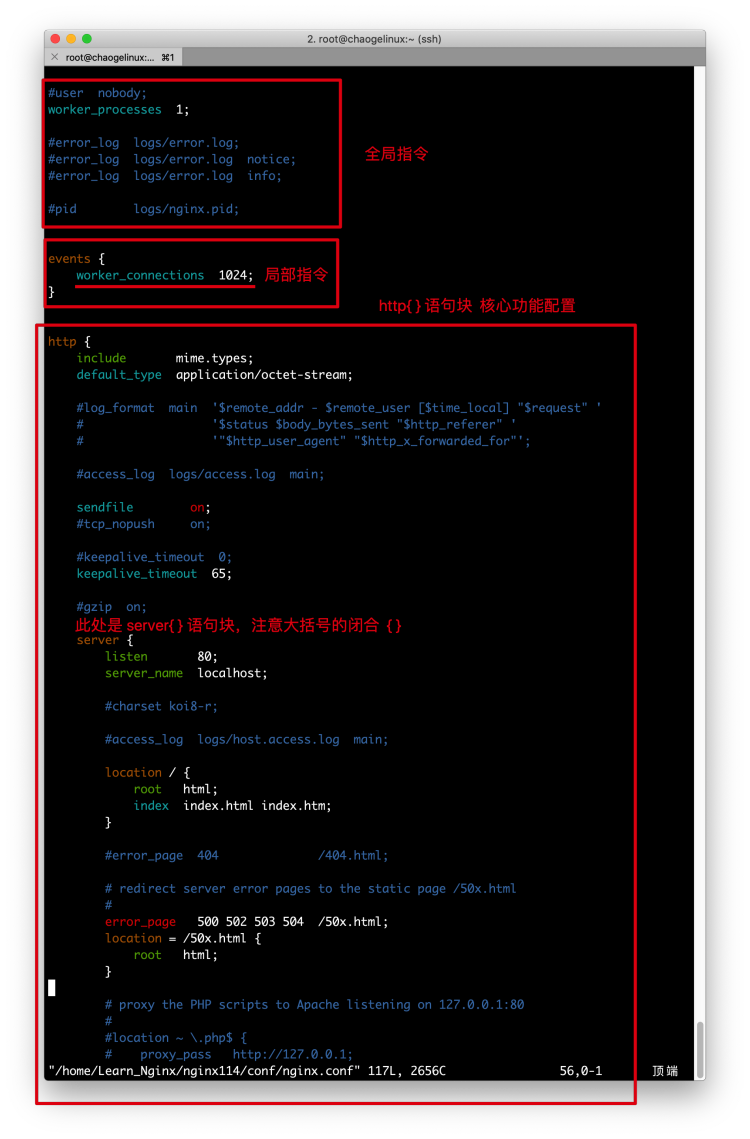 2. root@chaogelinux:~ (ssh)
× root@chaogelinux:... ⌘1
#user  nobody;
worker_processes  1;
#error_log  logs/error.log;
全局指令
#error_log  logs/error.log  notice;
#error_log  logs/error.log  info;
#pid        logs/nginx.pid;
events {
    worker_connections  1024; 局部指令
}
http{ } 语句块 核心功能配置
http {
    include       mime.types;
    default_type  application/octet-stream;
    #log_format  main  '$remote_addr - $remote_user [$time_local] "$request" '
    #                  '$status $body_bytes_sent "$http_referer" '
    #                  '"$http_user_agent" "$http_x_forwarded_for"';
    #access_log  logs/access.log  main;
    sendfile        on;
    #tcp_nopush     on;
    #keepalive_timeout  0;
    keepalive_timeout  65;
    #gzip  on;
此处是 server{ } 语句块，注意大括号的闭合 { }
    server {
        listen       80;
        server_name  localhost;
        #charset koi8-r;
        #access_log  logs/host.access.log  main;
        location / {
            root   html;
            index  index.html index.htm;
        }
        #error_page  404              /404.html;
        # redirect server error pages to the static page /50x.html
        #
        error_page   500 502 503 504  /50x.html;
        location = /50x.html {
            root   html;
        }
        # proxy the PHP scripts to Apache listening on 127.0.0.1:80
        #
        #location ~ \.php$ {
        #    proxy_pass   http://127.0.0.1;
"/home/Learn_Nginx/nginx114/conf/nginx.conf" 117L, 2656C 56,0-1 顶端